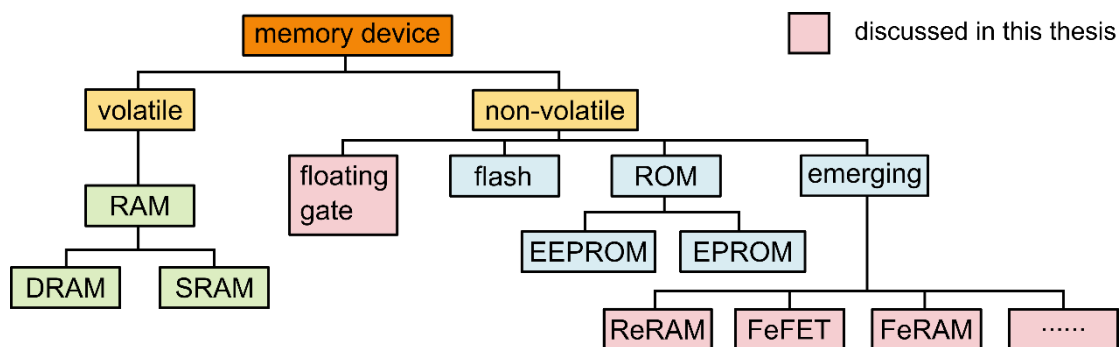 memory device
discussed in this thesis
volatile
non-volatile
floating
gate
flash
ROM
emerging
RAM
EEPROM
EPROM
DRAM
SRAM
ReRAM
FeFET
FeRAM
······